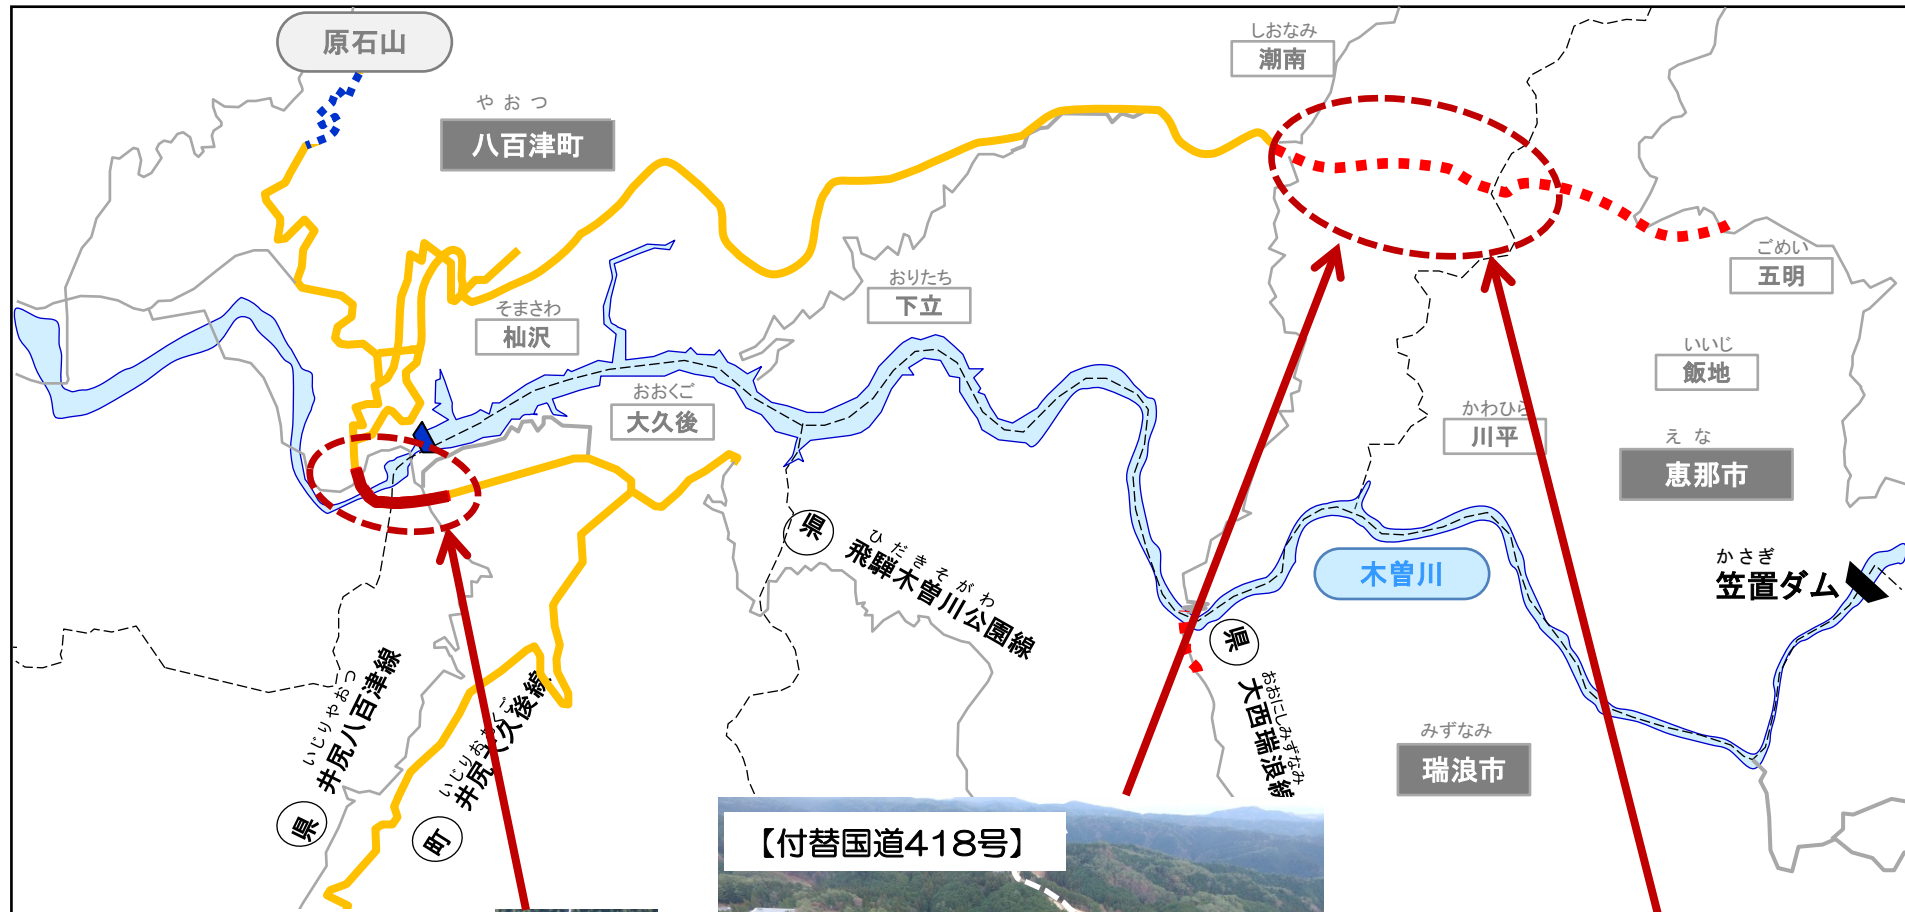 原石山
しおなみ
潮南
やおつ
八百津町
ごめい
五明
おりたち
下立
そまさわ
杣沢
いいじ
飯地
おおくご
大久後
かわひら
川平
えな
恵那市
県
ひだきそがわ
飛騨木曽川公園線
木曽川
かさぎ
笠置ダム
県
おおにしみずなみ
大西瑞浪線
いじりやおつ
井尻八百津線
県
いじりおおくご
井尻大久後線
町
みずなみ
瑞浪市
【付替国道418号】